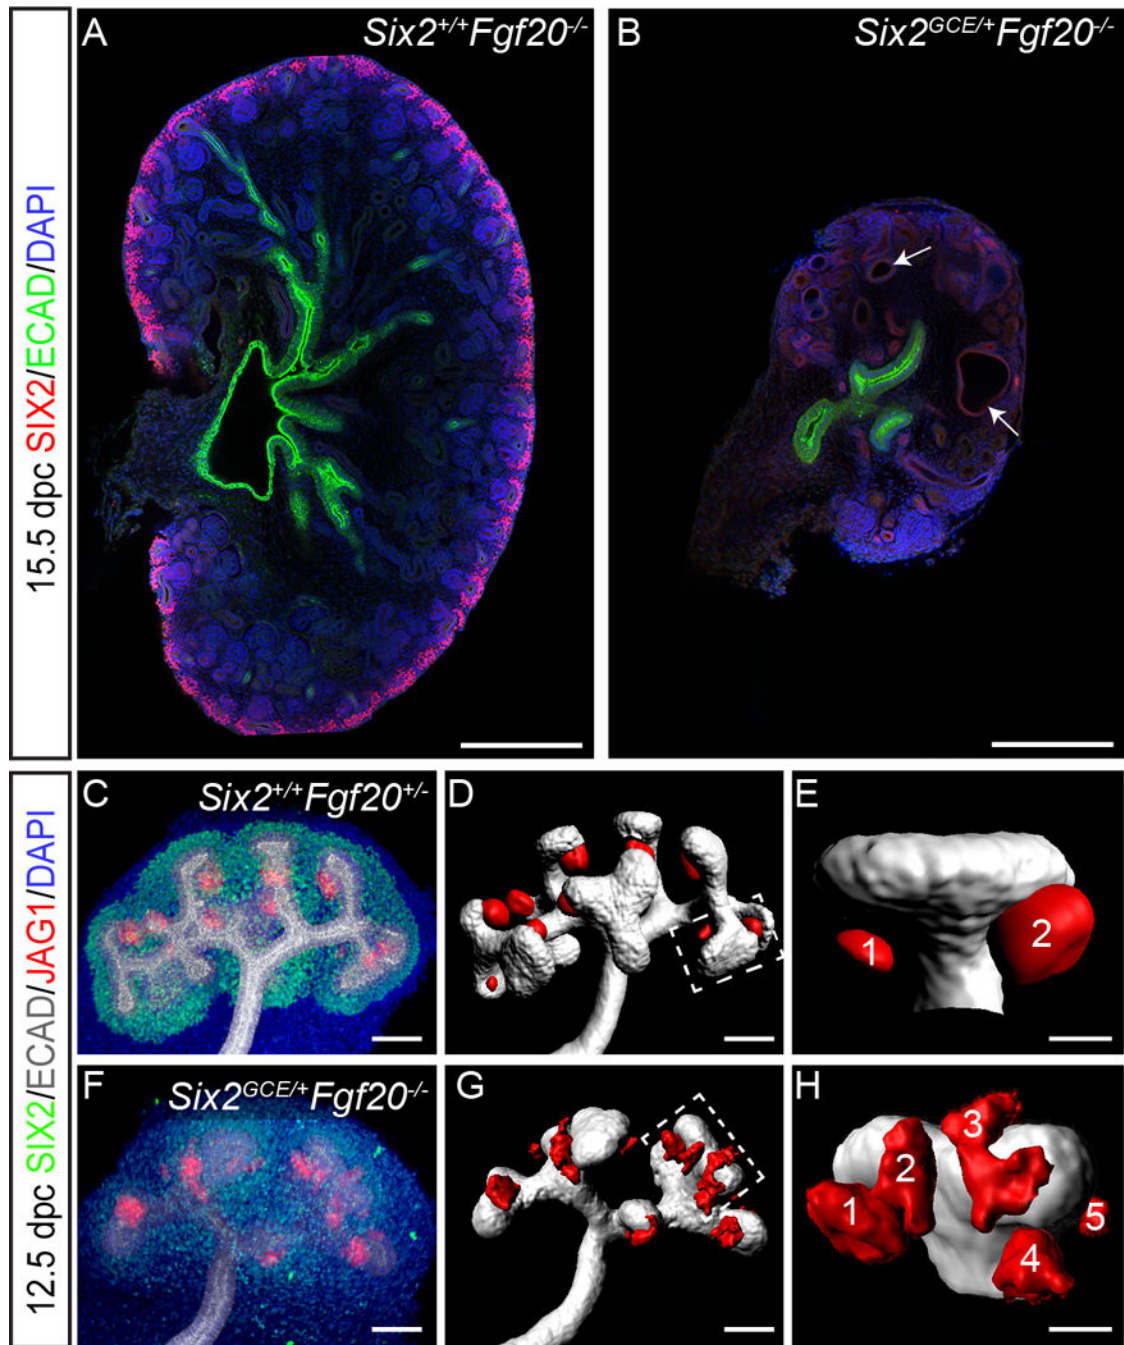 15.5 dpc SIX2/ECAD/DAPI
A Six2+/+Fgf20-/-
B Six2GCE/+Fgf20-/-
12.5 dpc SIX2/ECAD/JAG1/DAPI
C Six2+/+Fgf20+/-
D
E
1
2
F Six2GCE/+Fgf20-/-
G
H
3
2
1
5
4